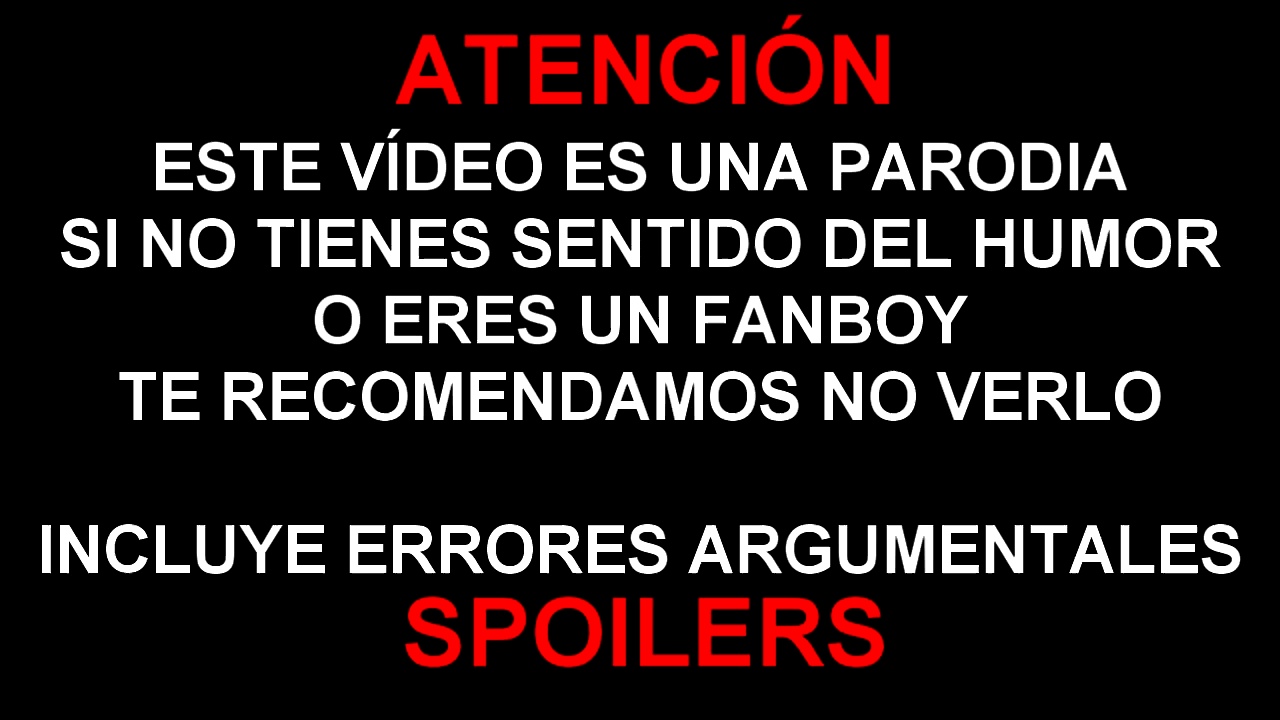 ATENCIÓN
ESTE VÍDEO ES UNA PARODIA
SI NO TIENES SENTIDO DEL HUMOR
O ERES UN FANBOY
TE RECOMENDAMOS NO VERLO
INCLUYE ERRORES ARGUMENTALES
SPOILERS